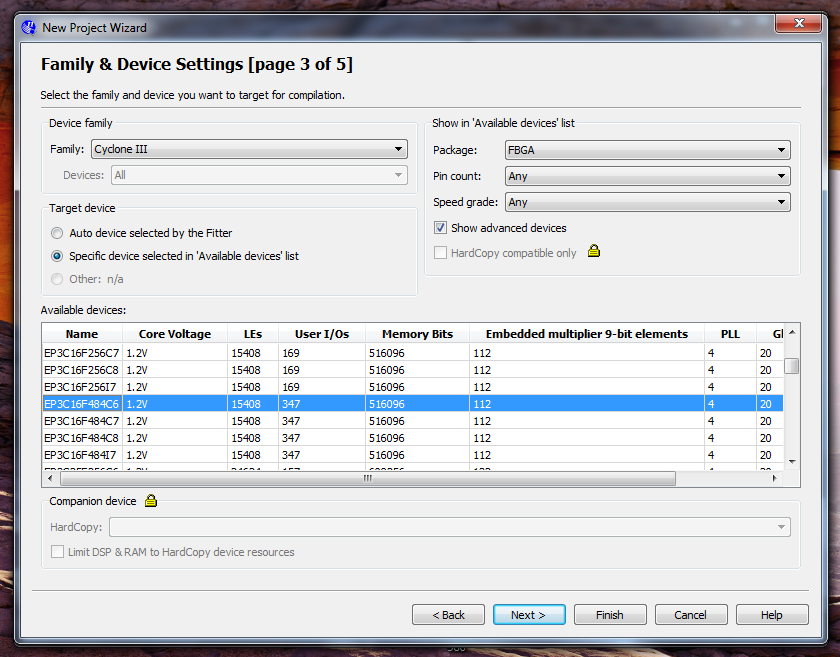 New Project Wizard
Family & Device Settings [page 3 of 5]
Select the family and device you want to target for compilation.
Device family
Family: Cyclone III
Devices: All
Show in 'Available devices' list
Package: FBGA
Pin count: Any
Speed grade: Any
Show advanced devices
HardCopy compatible only
Target device
Auto device selected by the Fitter
Specific device selected in 'Available devices' list
Other: n/a
Available devices:
Name Core Voltage LEs User I/Os Memory Bits Embedded multiplier 9-bit elements PLL Gl
EP3C16F256C7 1.2V 15408 169 516096 112 4 20
EP3C16F256C8 1.2V 15408 169 516096 112 4 20
EP3C16F256I7 1.2V 15408 169 516096 112 4 20
EP3C16F484C6 1.2V 15408 347 516096 112 4 20
EP3C16F484C7 1.2V 15408 347 516096 112 4 20
EP3C16F484C8 1.2V 15408 347 516096 112 4 20
EP3C16F484I7 1.2V 15408 347 516096 112 4 20
Companion device
HardCopy:
Limit DSP & RAM to HardCopy device resources
< Back Next > Finish Cancel Help